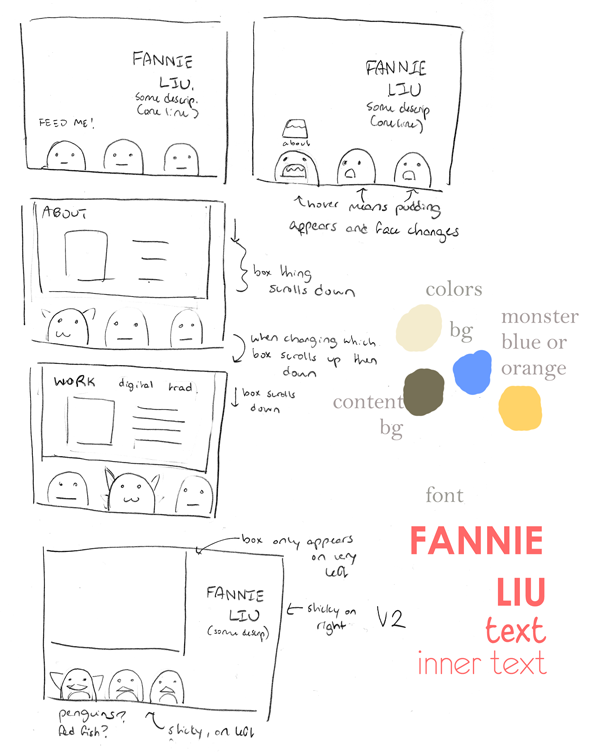 FANNIE
LIU.
some descrip.
(one line)
FEED ME!
FANNIE
LIU
some descrip
(one line)
about
hover means pudding
appears and face changes
ABOUT
box thing
scrolls down
when changing which
box scrolls up then
down
WORK digital trad.
box scrolls
down
colors
bg
monster
blue or
orange
content
bg
font
FANNIE
LIU
text
inner text
box only appears
on very
left
FANNIE
LIU
(some descrip)
sticky on
right
V2
penguins?
fed fish?
sticky, on left